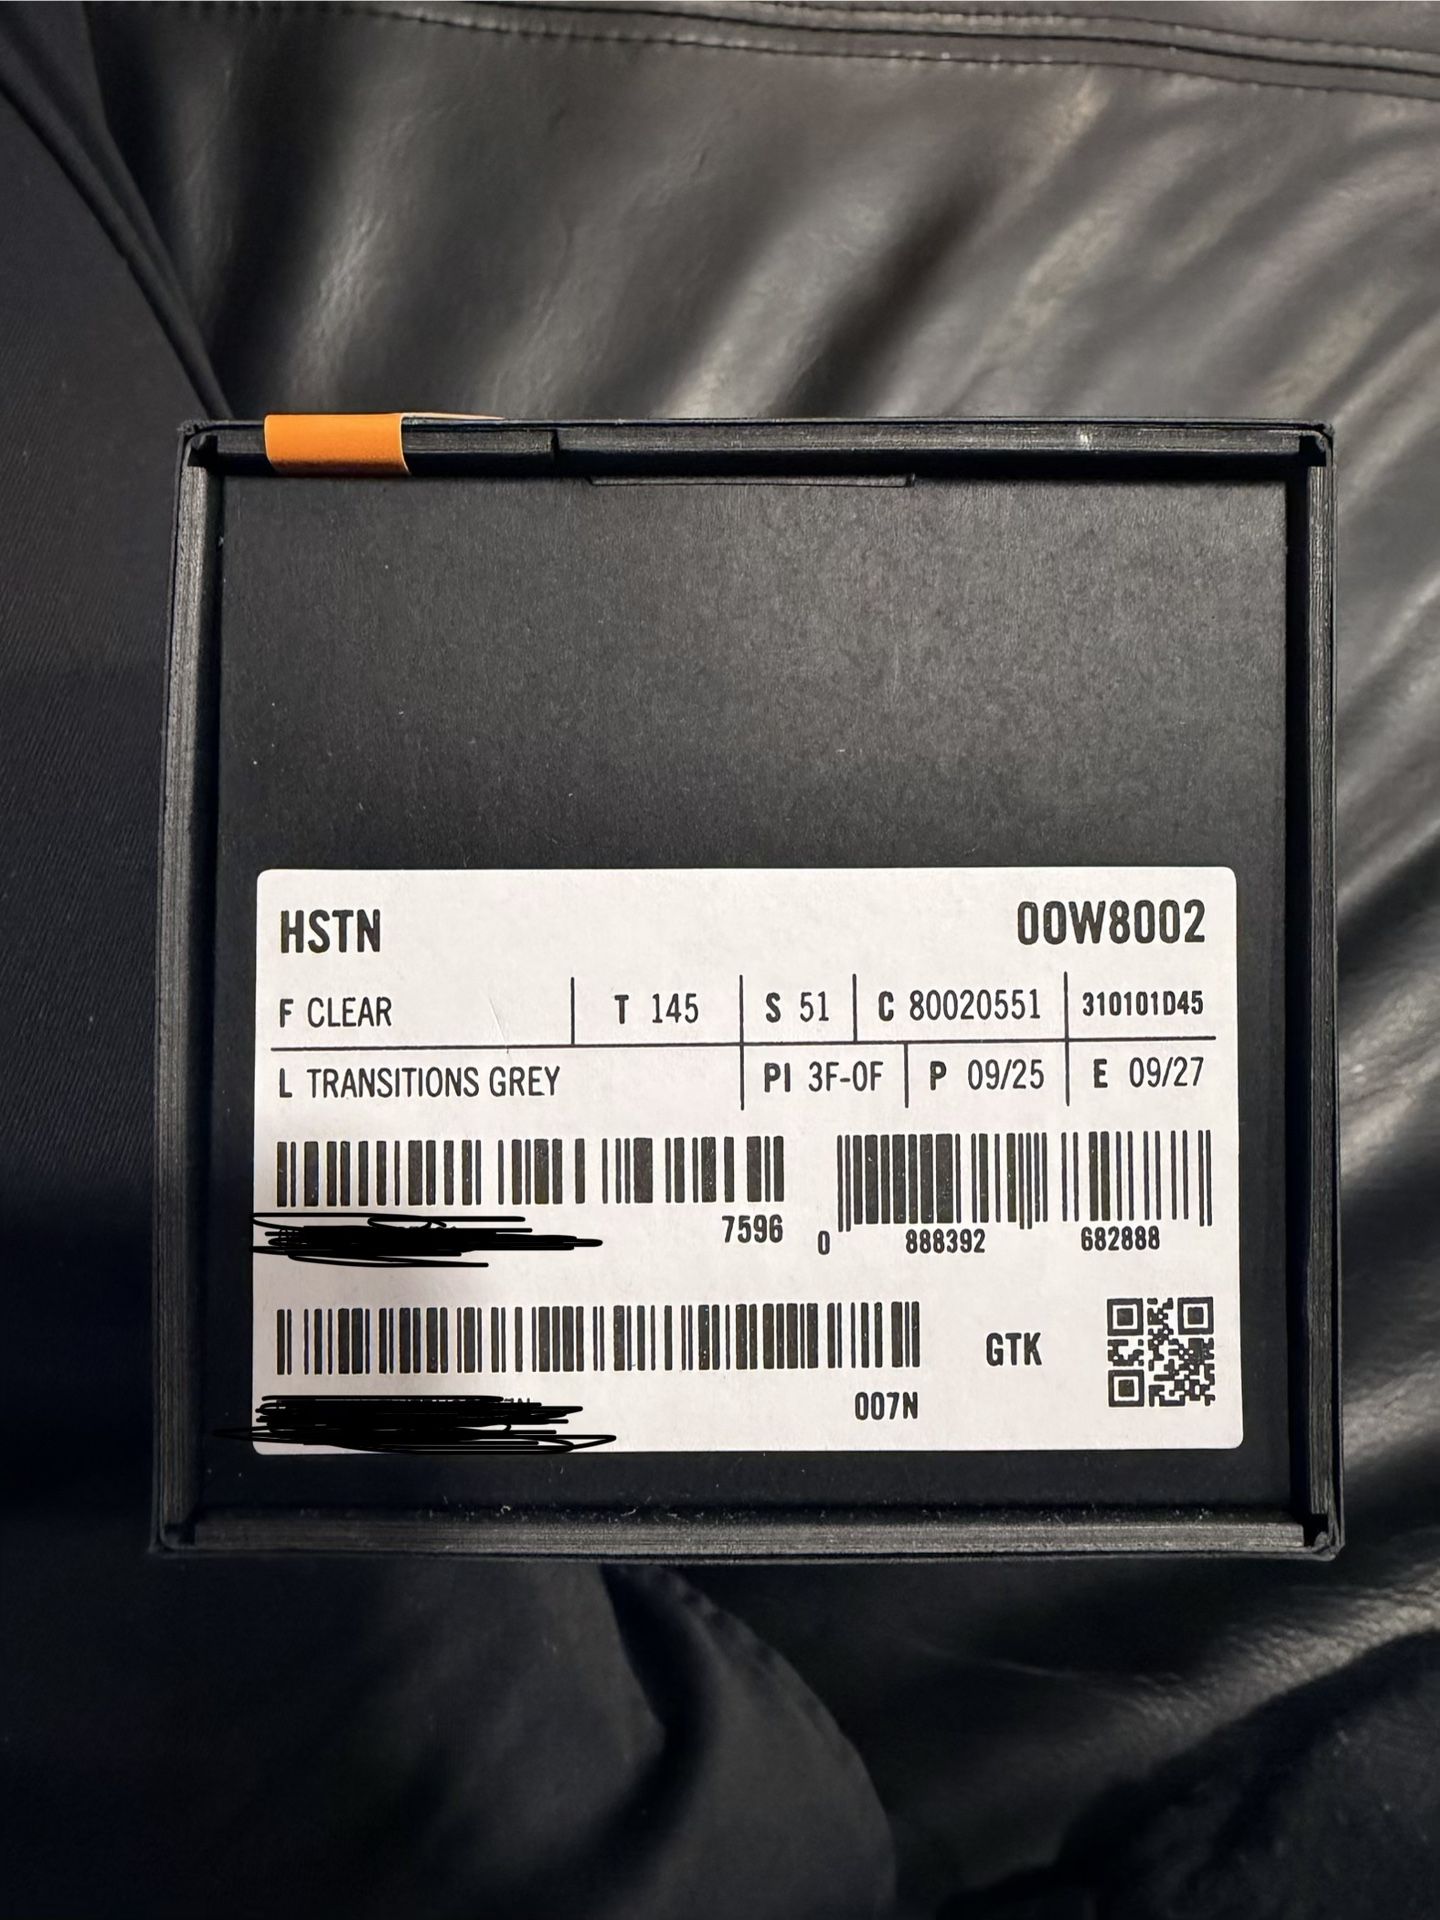 HSTN 00W8002
F CLEAR T 145 S 51 C 80020551 310101D45
L TRANSITIONS GREY PI 3F-0F P 09/25 E 09/27
7596 0 888392 682888
GTK
007N